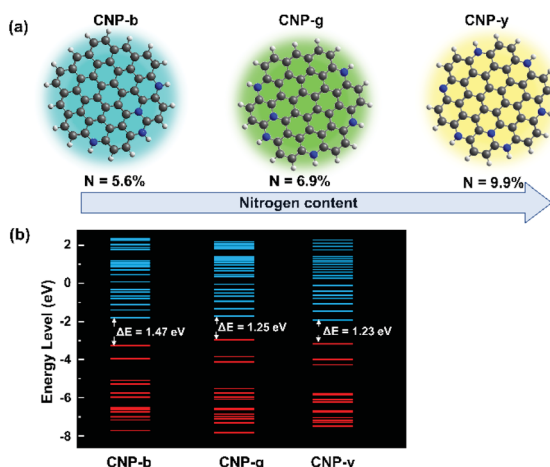 (a)
CNP-b CNP-g CNP-y
N = 5.6% N = 6.9% N = 9.9%
Nitrogen content
(b)
Energy Level (eV)
2
0
-2
-4
-6
-8
ΔE = 1.47 eV ΔE = 1.25 eV ΔE = 1.23 eV
CNP-b CNP-g CNP-y